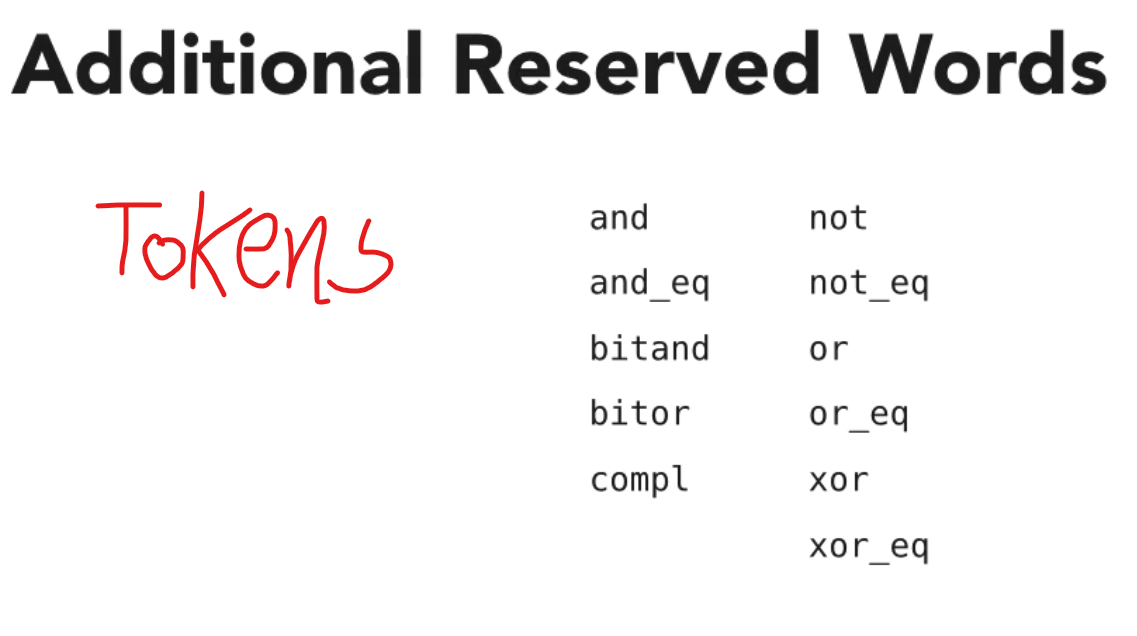 Additional Reserved Words
Tokens
and not
and_eq not_eq
bitand or
bitor or_eq
compl xor
xor_eq